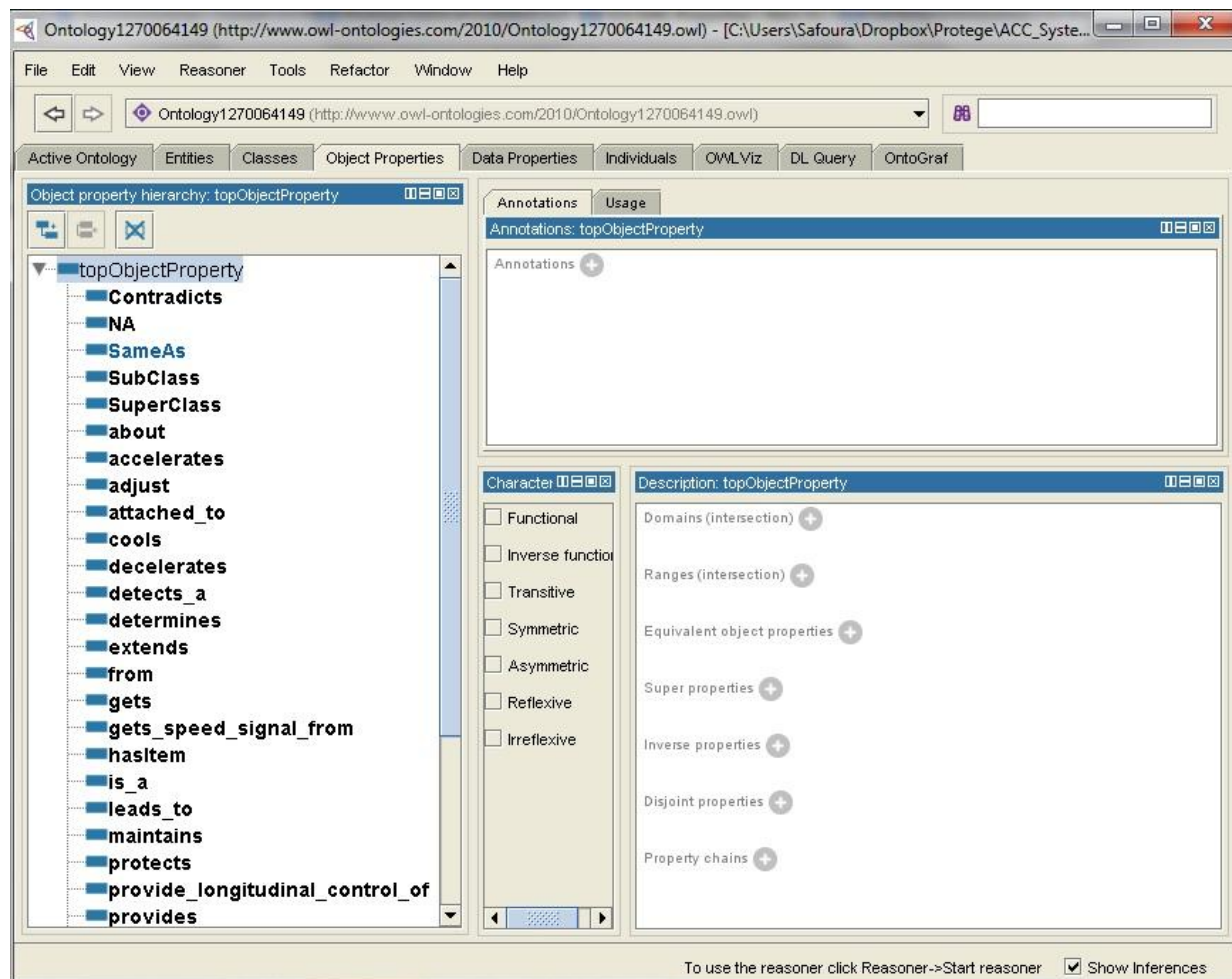 Ontology1270064149 (http://www.owl-ontologies.com/2010/Ontology1270064149.owl) - [C:\Users\Safoura\Dropbox\Protege\ACC_Syste...
File Edit View Reasoner Tools Refactor Window Help
Ontology1270064149 (http://www.owl-ontologies.com/2010/Ontology1270064149.owl)
Active Ontology Entities Classes Object Properties Data Properties Individuals OWLViz DL Query OntoGraf
Object property hierarchy: topObjectProperty
topObjectProperty
Contradicts
NA
SameAs
SubClass
SuperClass
about
accelerates
adjust
attached_to
cools
decelerates
detects_a
determines
extends
from
gets
gets_speed_signal_from
hasItem
is_a
leads_to
maintains
protects
provide_longitudinal_control_of
provides
Annotations Usage
Annotations: topObjectProperty
Annotations
Character
Functional
Inverse function
Transitive
Symmetric
Asymmetric
Reflexive
Irreflexive
Description: topObjectProperty
Domains (intersection)
Ranges (intersection)
Equivalent object properties
Super properties
Inverse properties
Disjoint properties
Property chains
To use the reasoner click Reasoner->Start reasoner Show Inferences